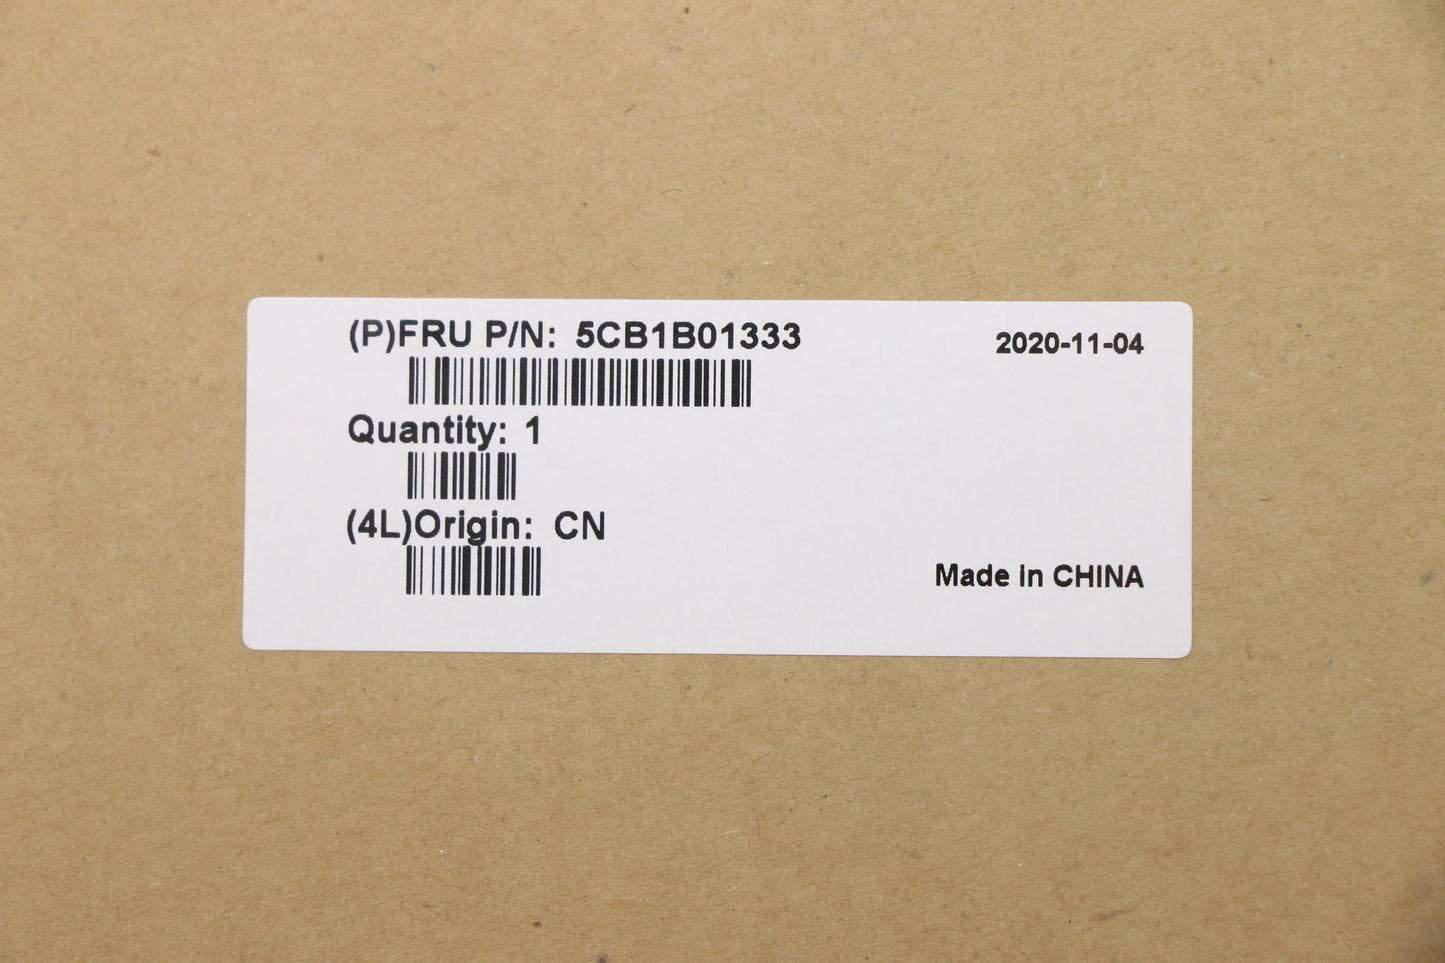 (P)FRU P/N: 5CB1B01333
2020-11-04
Quantity: 1
(4L)Origin: CN
Made in CHINA